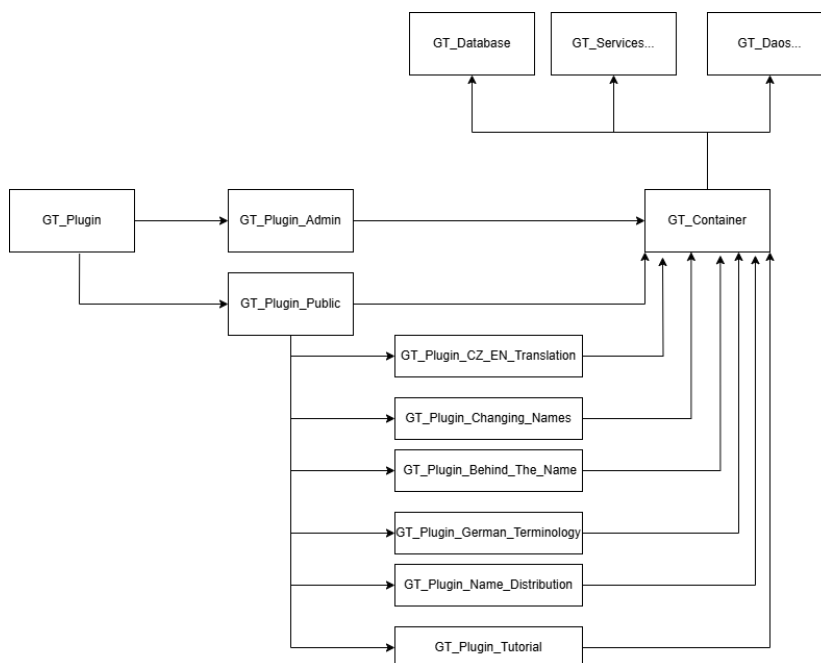 GT_Database
GT_Services...
GT_Daos...
GT_Plugin
GT_Plugin_Admin
GT_Container
GT_Plugin_Public
GT_Plugin_CZ_EN_Translation
GT_Plugin_Changing_Names
GT_Plugin_Behind_The_Name
GT_Plugin_German_Terminology
GT_Plugin_Name_Distribution
GT_Plugin_Tutorial